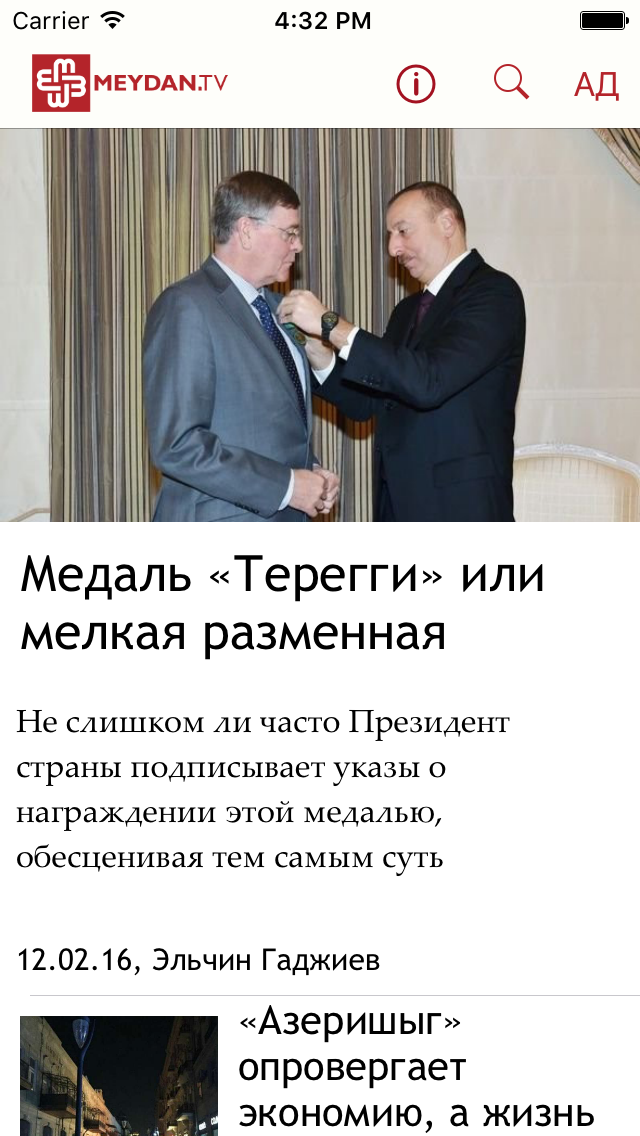 Carrier 4:32 PM
MEYDAN.TV АД
Медаль «Терегги» или
мелкая разменная
Не слишком ли часто Президент
страны подписывает указы о
награждении этой медалью,
обесценивая тем самым суть
12.02.16, Эльчин Гаджиев
«Азеришыг»
опровергает
экономию, а жизнь